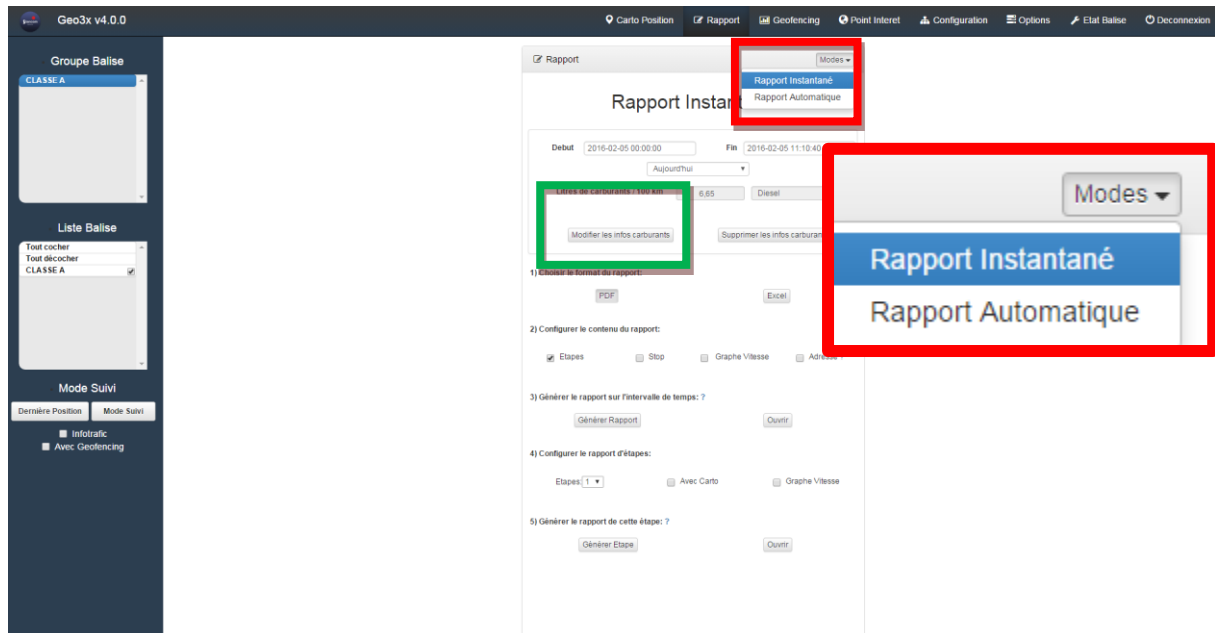 Geo3x v4.0.0
Carto Position Rapport Geofencing Point Interet Configuration Options Etat Balise Deconnexion
Groupe Balise
CLASSE A
Liste Balise
Tout cocher
Tout décocher
CLASSE A
Mode Suivi
Dernière Position Mode Suivi
Infotrafic
Avec Geofencing
Rapport Modes
Rapport Instantané
Rapport Automatique
Rapport Instant
Debut 2016-02-05 00:00:00 Fin 2016-02-05 11:10:40
Aujourd'hui
Litres de carburants / 100 km 6,65 Diesel
Modifier les infos carburants Supprimer les infos carburan
1) Choisir le format du rapport:
PDF Excel
2) Configurer le contenu du rapport:
Etapes Stop Graphe Vitesse Adresse ?
3) Générer le rapport sur l'intervalle de temps: ?
Générer Rapport Ouvrir
4) Configurer le rapport d'étapes:
Etapes: 1 Avec Carto Graphe Vitesse
5) Générer le rapport de cette étape: ?
Générer Etape Ouvrir
Modes
Rapport Instantané
Rapport Automatique